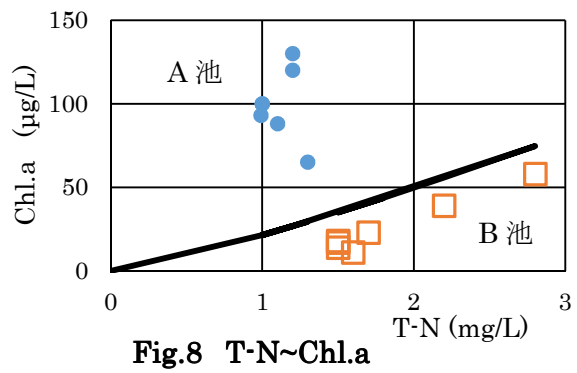 150
100
50
0
Chl.a (µg/L)
A 池
B 池
0 1 2 3
T-N (mg/L)
Fig.8 T-N~Chl.a